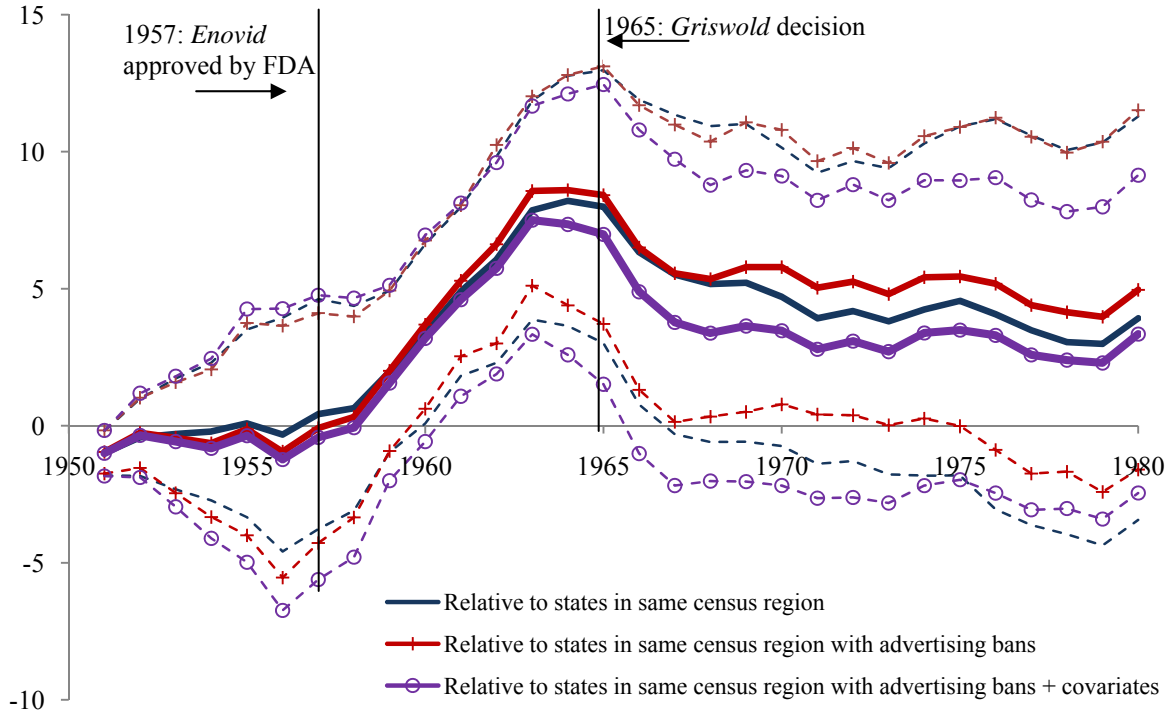 15
1957: Enovid
approved by FDA
1965: Griswold decision
10
5
0
1950 1955 1960 1965 1970 1975 1980
-5
Relative to states in same census region
Relative to states in same census region with advertising bans
Relative to states in same census region with advertising bans + covariates
-10